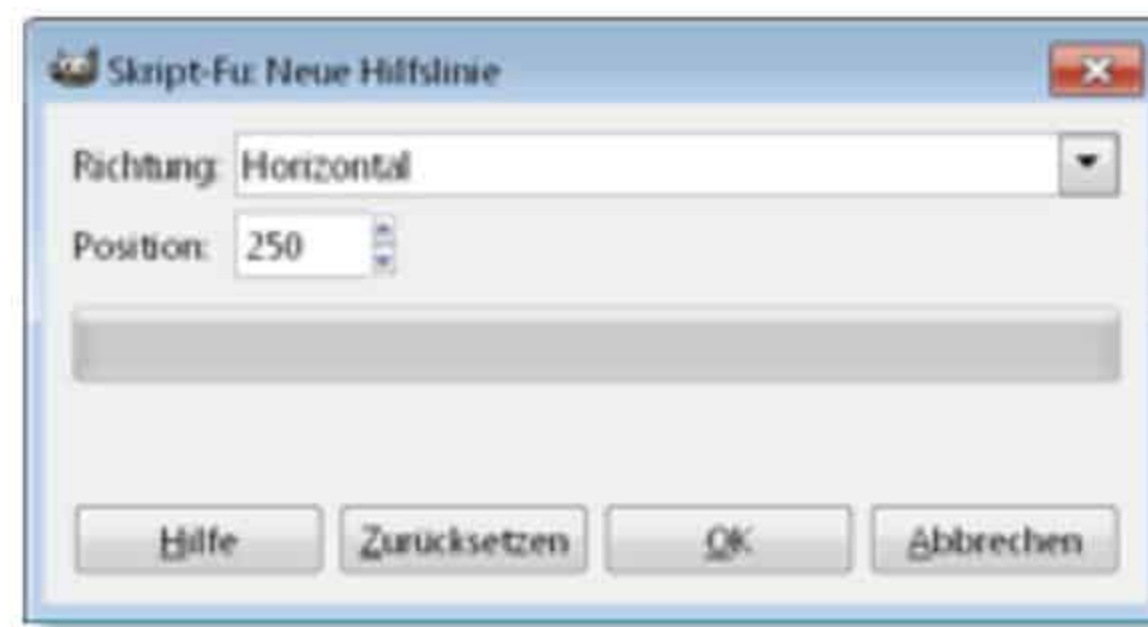 Skript-Fu: Neue Hilfslinie
Richtung: Horizontal
Position: 250
Hilfe Zurücksetzen OK Abbrechen